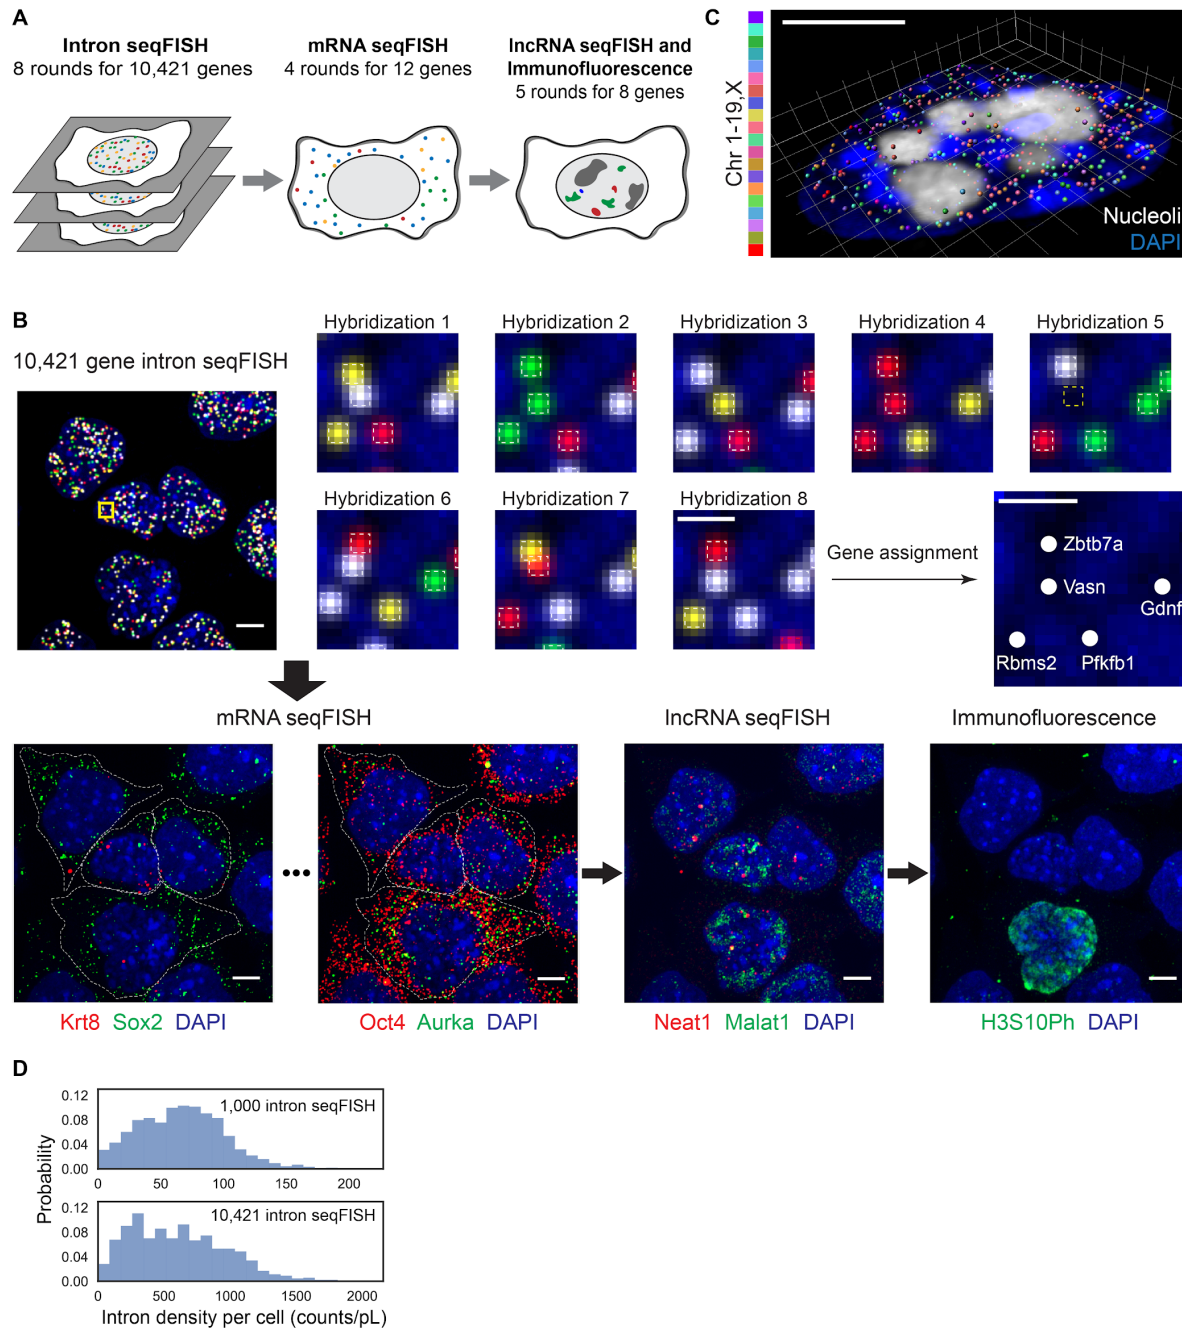 A
Intron seqFISH
8 rounds for 10,421 genes
mRNA seqFISH
4 rounds for 12 genes
lncRNA seqFISH and
Immunofluorescence
5 rounds for 8 genes
C
Chr 1-19,X
Nucleoli
DAPI
B
10,421 gene intron seqFISH
Hybridization 1
Hybridization 2
Hybridization 3
Hybridization 4
Hybridization 5
Hybridization 6
Hybridization 7
Hybridization 8
Gene assignment
Zbtb7a
Vasn
Gdnf
Rbms2
Pfkfb1
mRNA seqFISH
lncRNA seqFISH
Immunofluorescence
Krt8 Sox2 DAPI
Oct4 Aurka DAPI
Neat1 Malat1 DAPI
H3S10Ph DAPI
D
Probability
0.12
0.08
0.04
0.00
1,000 intron seqFISH
0 50 100 150 200
0.12
0.08
0.04
0.00
10,421 intron seqFISH
0 500 1000 1500 2000
Intron density per cell (counts/pL)